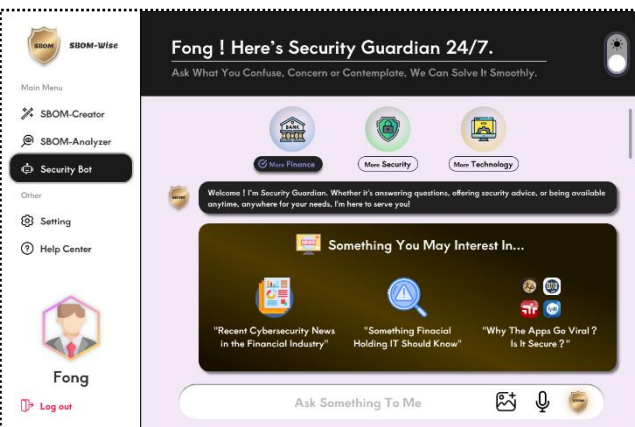 SBOM
SBOM-Wise
Main Menu
SBOM-Creator
SBOM-Analyzer
Security Bot
Other
Setting
Help Center
Fong
Log out
Fong ! Here's Security Guardian 24/7.
Ask What You Confuse, Concern or Contemplate, We Can Solve It Smoothly.
BANK
More Finance
More Security
More Technology
Welcome ! I'm Security Guardian. Whether it's answering questions, offering security advice, or being available
anytime, anywhere for your needs, I'm here to serve you!
NEWS
Something You May Interest In...
"Recent Cybersecurity News
in the Financial Industry"
"Something Finacial
Holding IT Should Know"
"Why The Apps Go Viral ?
Is It Secure ? "
Ask Something To Me
SBOM